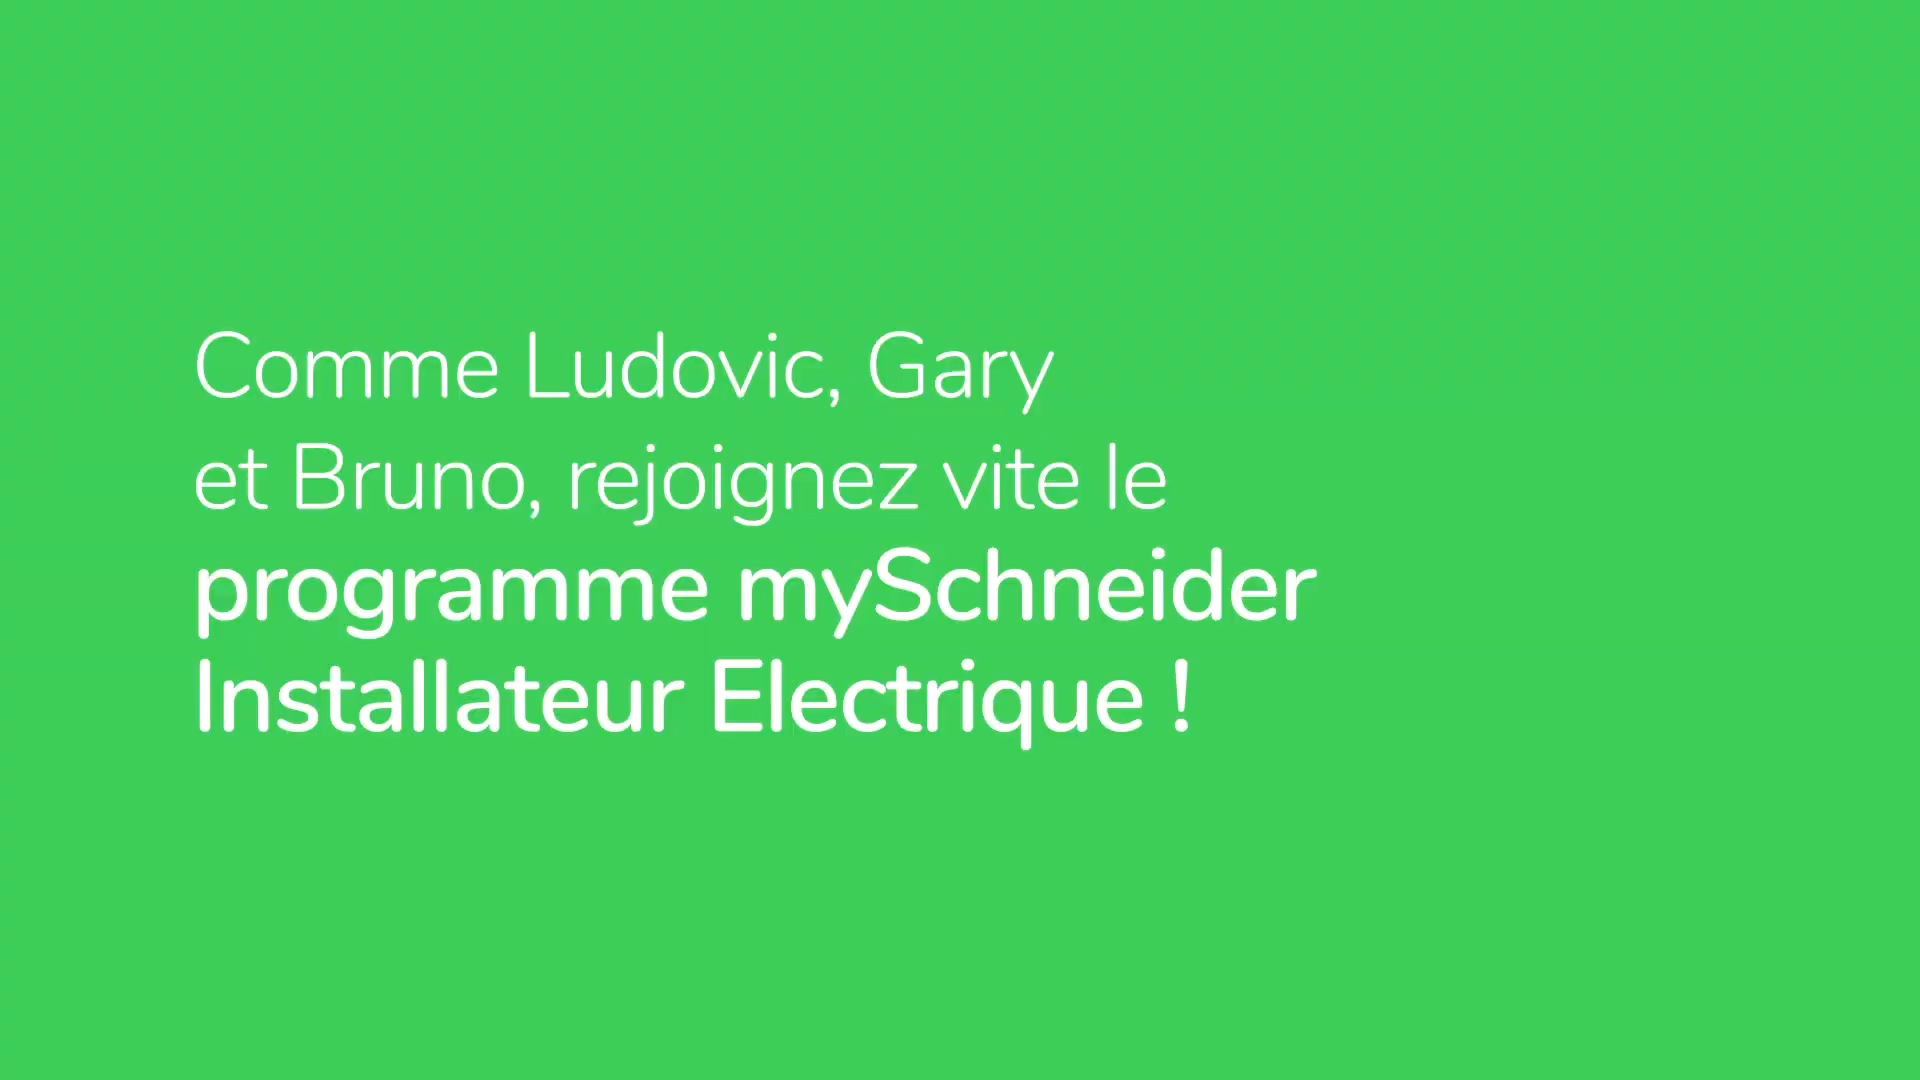 Comme Ludovic, Gary
et Bruno, rejoignez vite le
programme mySchneider
Installateur Electrique !